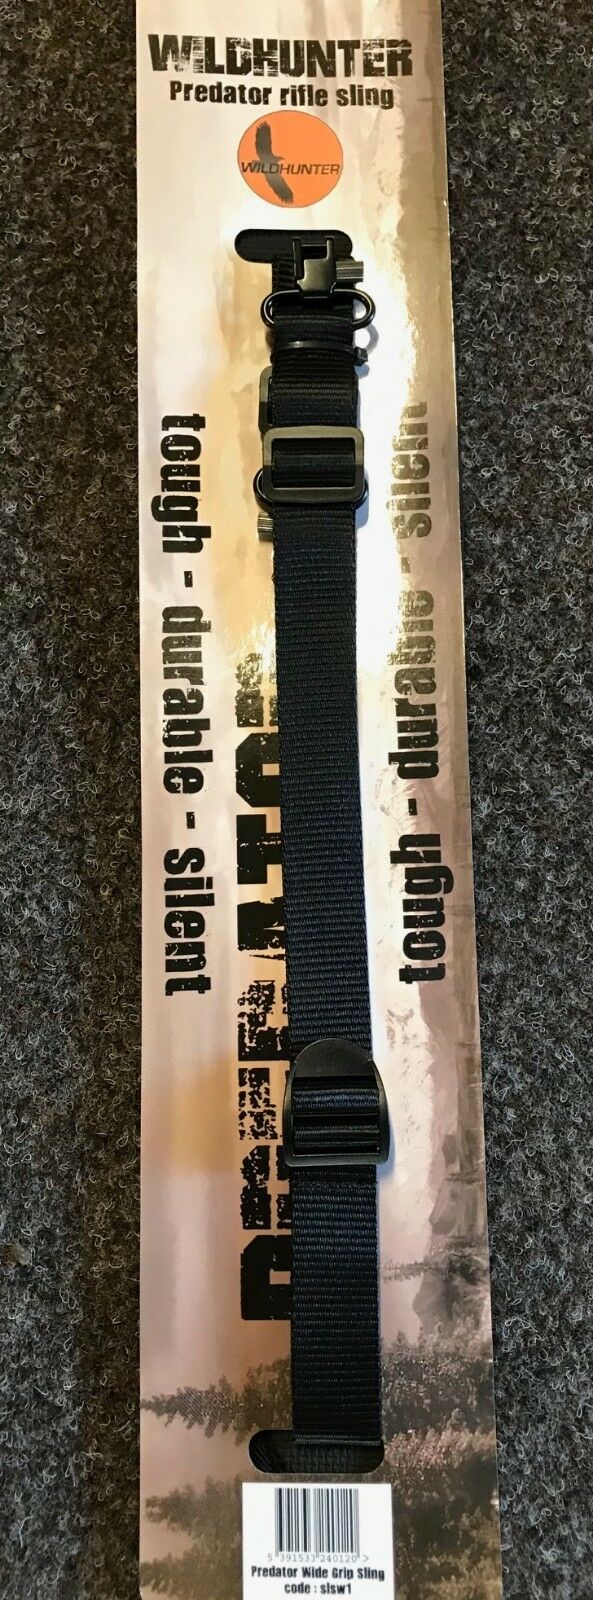 WILDHUNTER
Predator rifle sling
WILDHUNTER
tough - durable - silent
tough - durable - silent
5 391533 240120 >
Predator Wide Grip Sling
code : slsw1